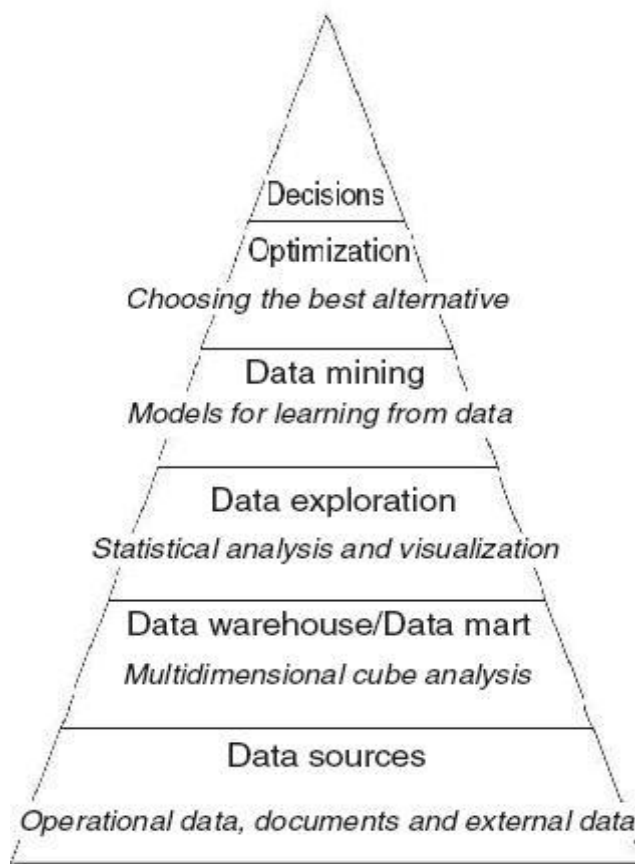 Decisions
Optimization
Choosing the best alternative
Data mining
Models for learning from data
Data exploration
Statistical analysis and visualization
Data warehouse/Data mart
Multidimensional cube analysis
Data sources
Operational data, documents and external data